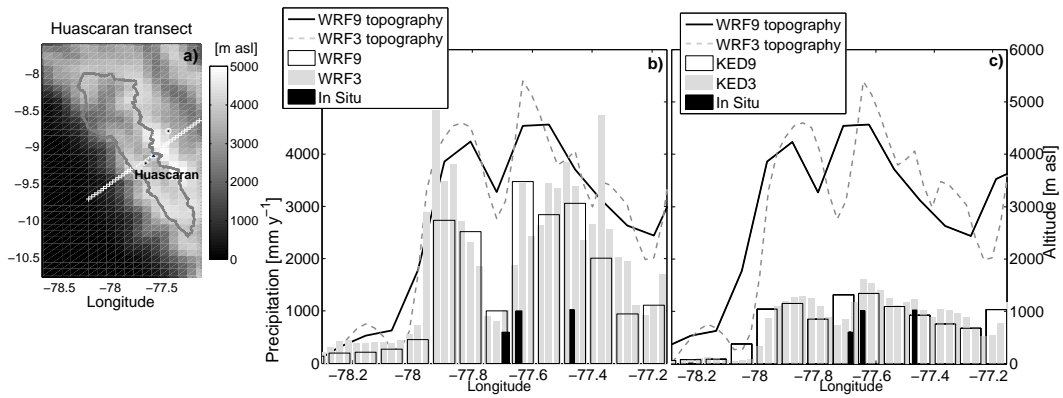 Huascaran transect
[m asl]
a)
−8
−8.5
−9
−9.5
−10
−10.5
Huascaran
5000
4000
3000
2000
1000
0
−78.5
−78
−77.5
Longitude
WRF9 topography
WRF3 topography
WRF9
WRF3
In Situ
b)
Precipitation [mm y−1]
4000
3000
2000
1000
0
−78.2
−78
−77.8
−77.6
−77.4
−77.2
Longitude
WRF9 topography
WRF3 topography
KED9
KED3
In Situ
c)
6000
5000
4000
3000
2000
1000
0
Altitude [m asl]
−78.2
−78
−77.8
−77.6
−77.4
−77.2
Longitude